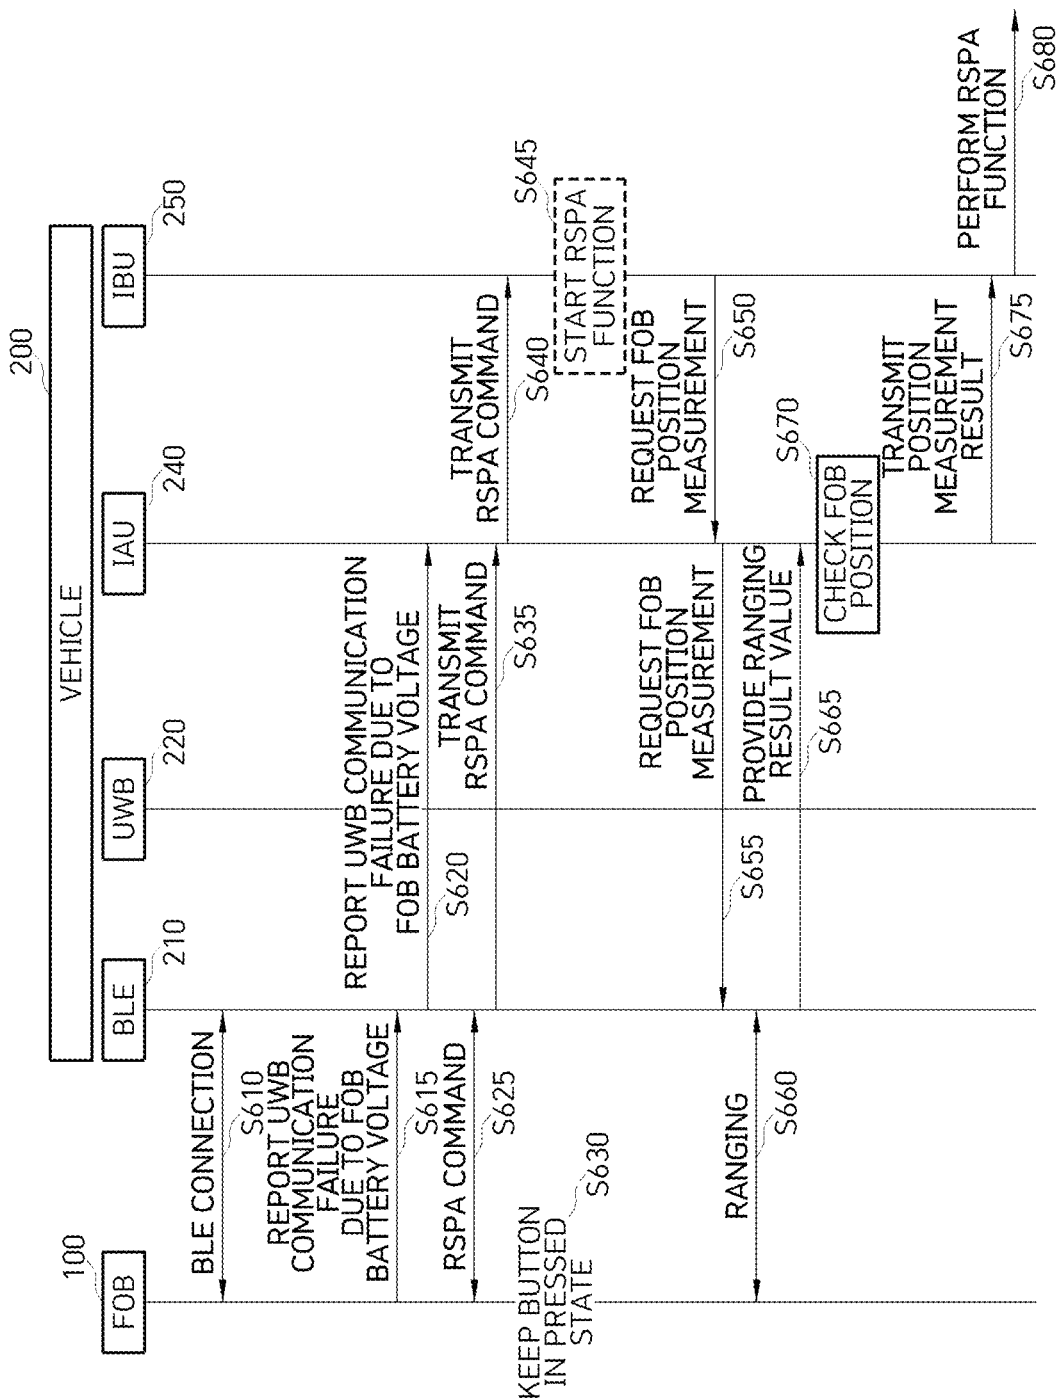 200
VEHICLE
100
FOB
210
BLE
220
UWB
240
IAU
250
IBU
BLE CONNECTION
S610
REPORT UWB
COMMUNICATION
FAILURE
DUE TO FOB
BATTERY VOLTAGE
S615
REPORT UWB COMMUNICATION
FAILURE DUE TO
FOB BATTERY VOLTAGE
S620
RSPA COMMAND
S625
KEEP BUTTON
IN PRESSED
STATE
S630
TRANSMIT
RSPA COMMAND
S635
TRANSMIT
RSPA COMMAND
S640
START RSPA
FUNCTION
S645
REQUEST FOB
POSITION
MEASUREMENT
S650
REQUEST FOB
POSITION
MEASUREMENT
S655
RANGING
S660
PROVIDE RANGING
RESULT VALUE
S665
CHECK FOB
POSITION
S670
TRANSMIT
POSITION
MEASUREMENT
RESULT
S675
PERFORM RSPA
FUNCTION
S680